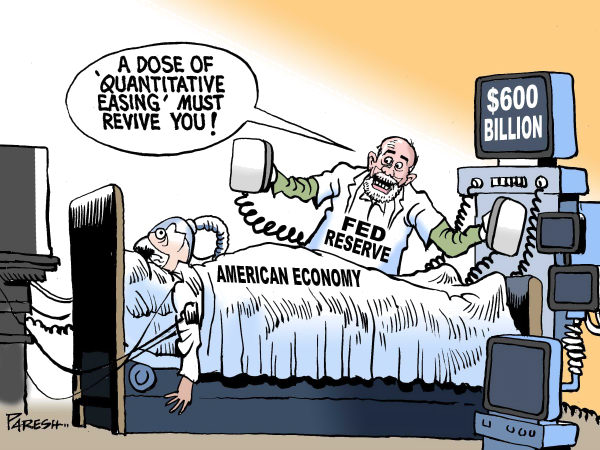 A DOSE OF
'QUANTITATIVE
EASING' MUST
REVIVE YOU!
$600
BILLION
FED
RESERVE
AMERICAN ECONOMY
PARESH..